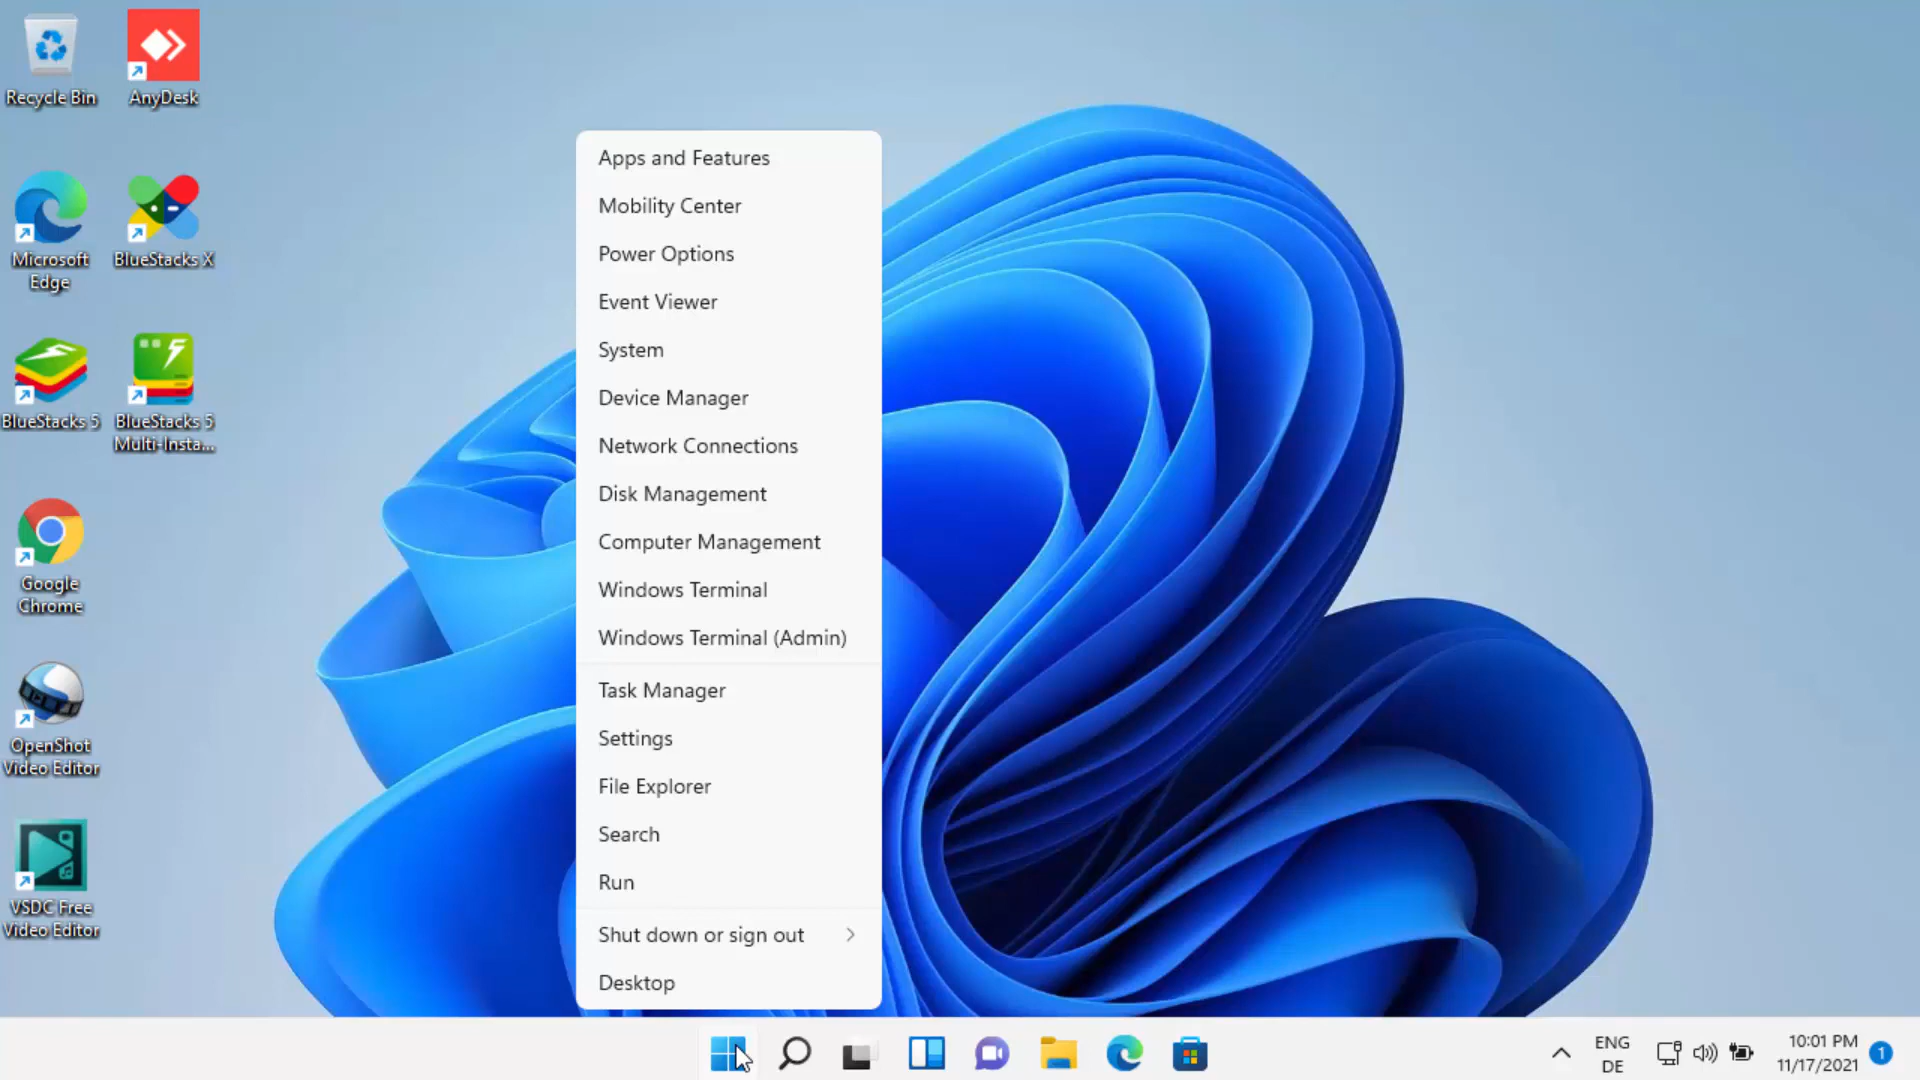 Recycle Bin
AnyDesk
Microsoft
Edge
BlueStacks X
BlueStacks 5
BlueStacks 5
Multi-Insta...
Google
Chrome
OpenShot
Video Editor
VSDC Free
Video Editor
Apps and Features
Mobility Center
Power Options
Event Viewer
System
Device Manager
Network Connections
Disk Management
Computer Management
Windows Terminal
Windows Terminal (Admin)
Task Manager
Settings
File Explorer
Search
Run
Shut down or sign out
Desktop
ENG
DE
10:01 PM
11/17/2021
1